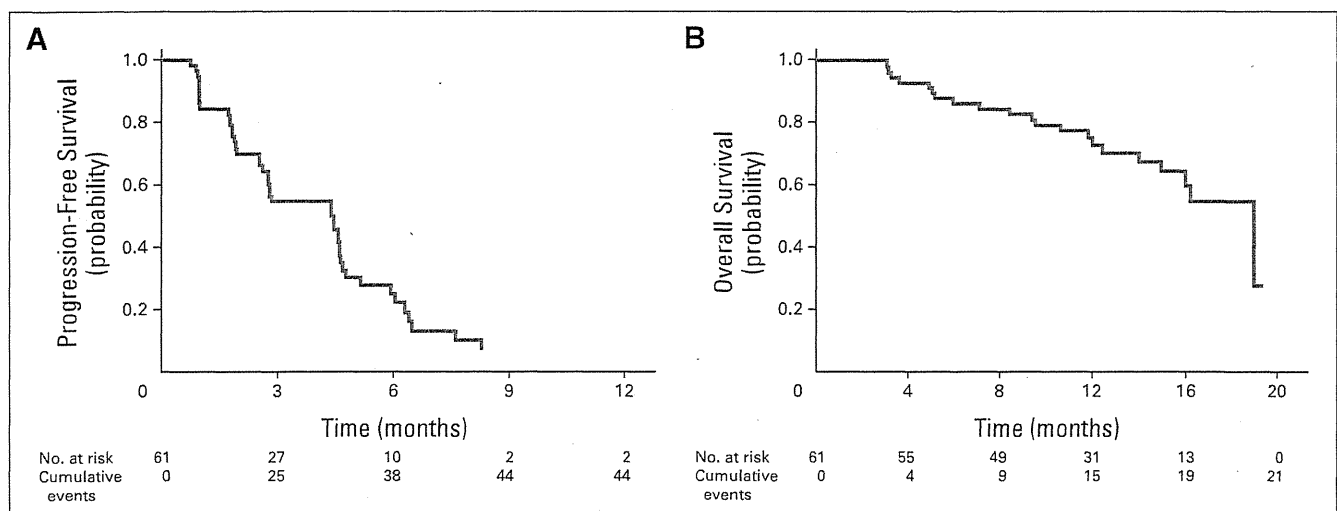 A
Progression-Free Survival
(probability)
1.0
0.8
0.6
0.4
0.2
0
3
6
9
12
Time (months)
No. at risk 61 27 10 2 2
Cumulative 0 25 38 44 44
events
B
Overall Survival
(probability)
1.0
0.8
0.6
0.4
0.2
0
4
8
12
16
20
Time (months)
No. at risk 61 55 49 31 13 0
Cumulative 0 4 9 15 19 21
events